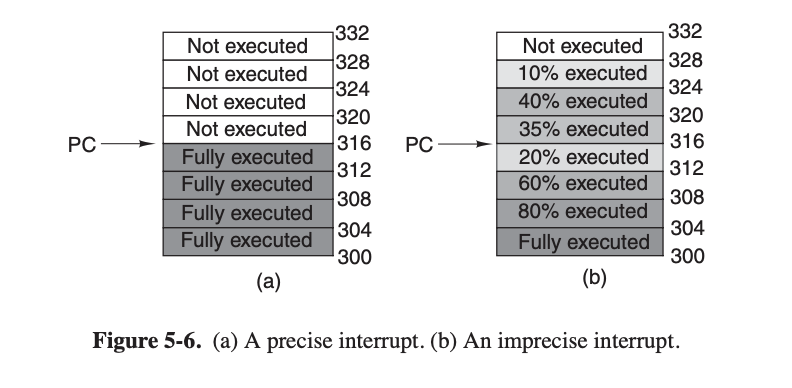 332
Not executed
328
Not executed
324
Not executed
320
Not executed
PC
316
Fully executed
312
Fully executed
308
Fully executed
304
Fully executed
300
(a)
332
Not executed
328
10% executed
324
40% executed
320
35% executed
PC
316
20% executed
312
60% executed
308
80% executed
304
Fully executed
300
(b)
Figure 5-6. (a) A precise interrupt. (b) An imprecise interrupt.